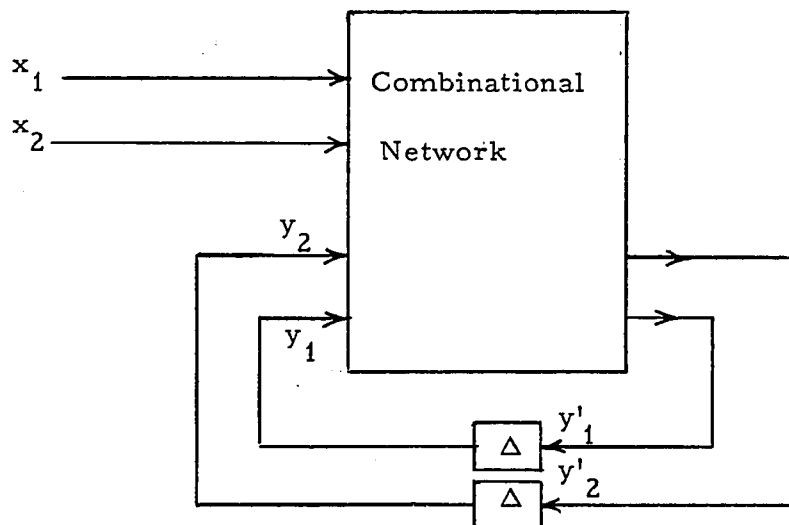 x₁
Combinational
x₂
Network
y₂
y₁
y'₁
Δ
y'₂
Δ